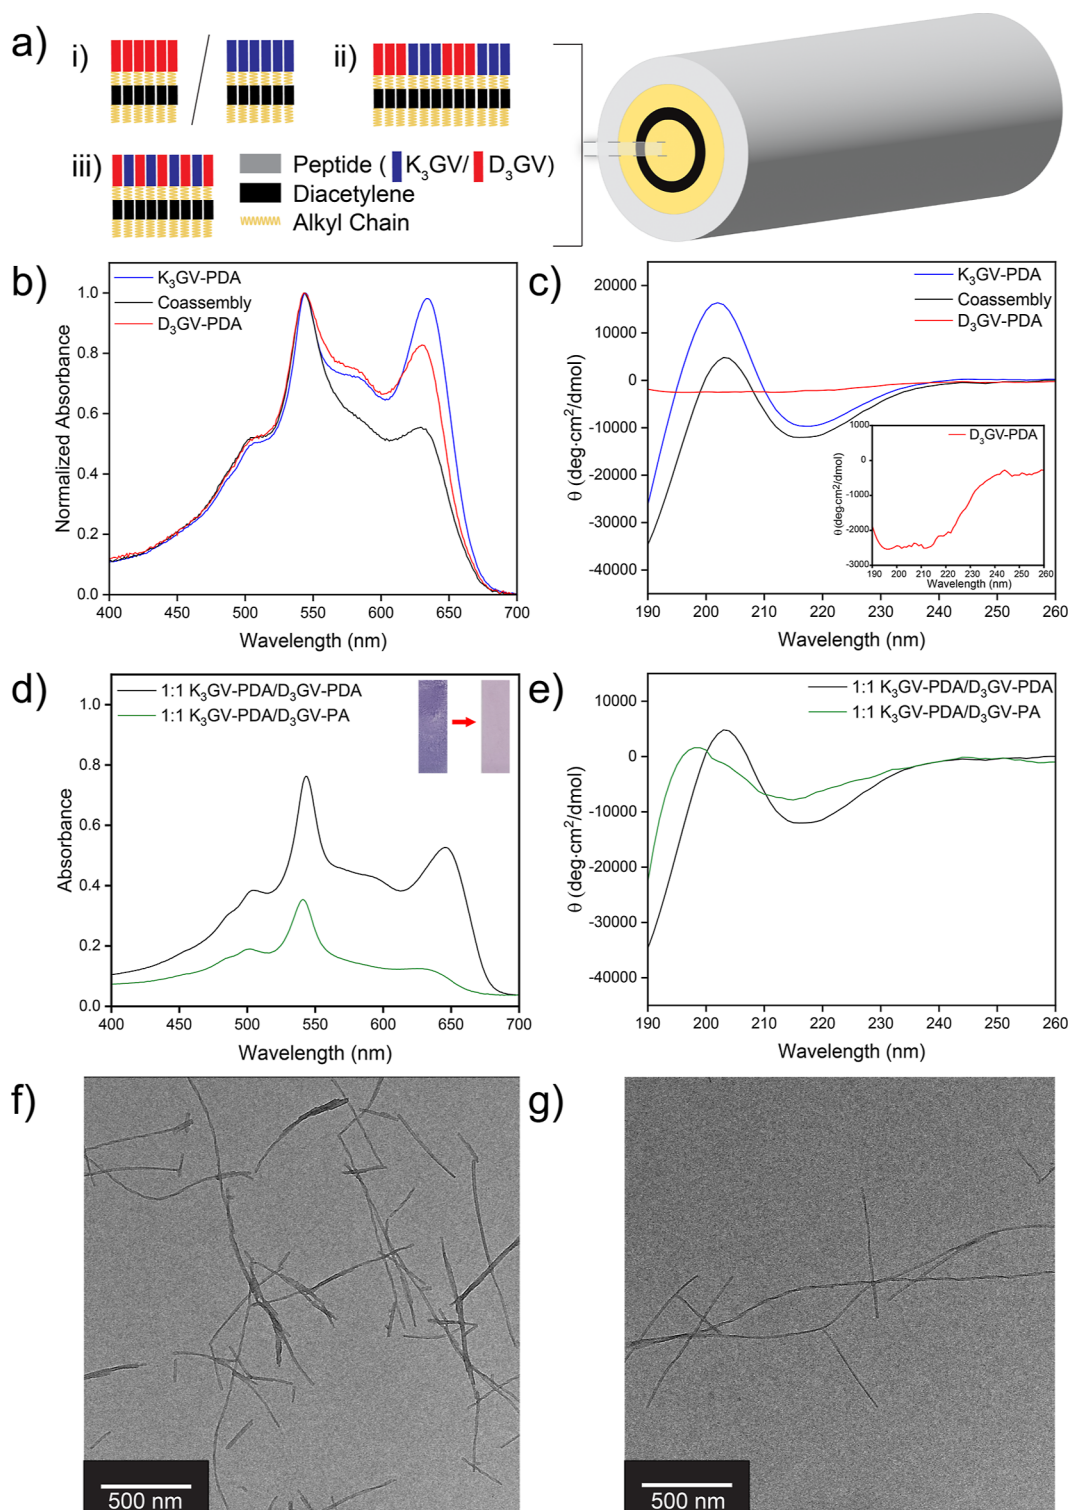 a)
i)
ii)
iii)
Peptide ( K₃GV/ D₃GV)
Diacetylene
Alkyl Chain
b)
K₃GV-PDA
Coassembly
D₃GV-PDA
1.0
0.8
0.6
0.4
0.2
0.0
Normalized Absorbance
400 450 500 550 600 650 700
Wavelength (nm)
c)
K₃GV-PDA
Coassembly
D₃GV-PDA
20000
10000
0
-10000
-20000
-30000
-40000
θ (deg·cm²/dmol)
D₃GV-PDA
1000
0
-1000
-2000
-3000
θ(deg·cm²/dmol)
190 200 210 220 230 240 250 260
Wavelength (nm)
190 200 210 220 230 240 250 260
Wavelength (nm)
d)
1:1 K₃GV-PDA/D₃GV-PDA
1:1 K₃GV-PDA/D₃GV-PA
1.0
0.8
0.6
0.4
0.2
0.0
Absorbance
400 450 500 550 600 650 700
Wavelength (nm)
e)
1:1 K₃GV-PDA/D₃GV-PDA
1:1 K₃GV-PDA/D₃GV-PA
10000
0
-10000
-20000
-30000
-40000
θ (deg·cm²/dmol)
190 200 210 220 230 240 250 260
Wavelength (nm)
f)
500 nm
g)
500 nm